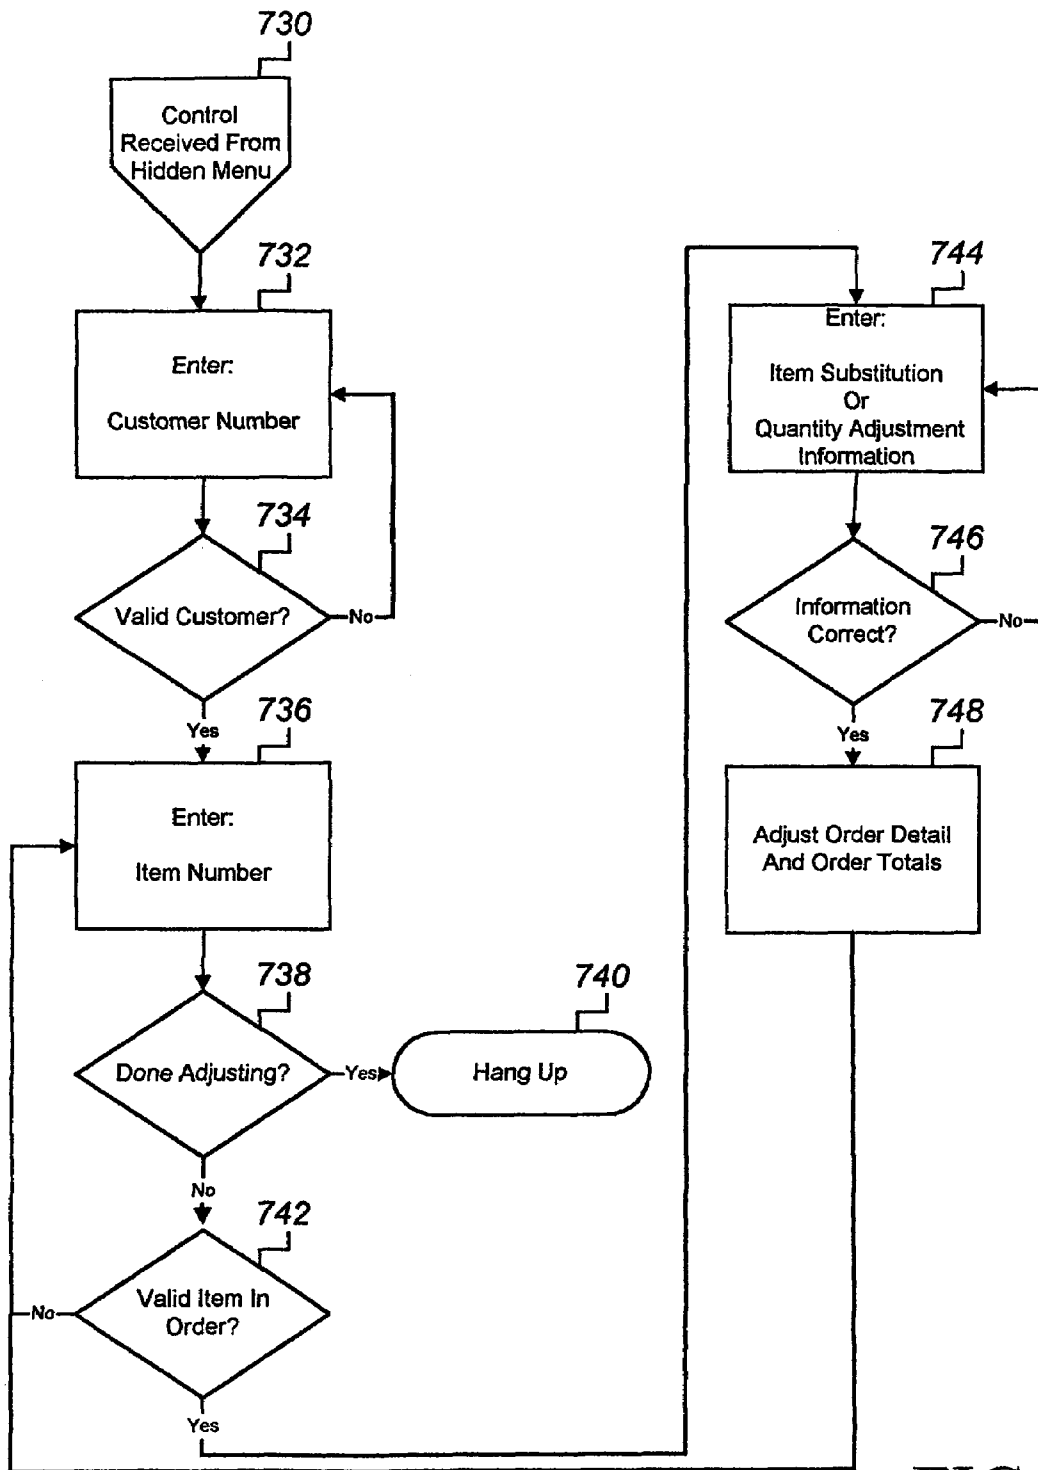 730
Control
Received From
Hidden Menu
732
Enter:
Customer Number
734
Valid Customer?
No
Yes
736
Enter:
Item Number
738
Done Adjusting?
Yes
740
Hang Up
No
742
Valid Item In
Order?
No
Yes
744
Enter:
Item Substitution
Or
Quantity Adjustment
Information
746
Information
Correct?
No
Yes
748
Adjust Order Detail
And Order Totals